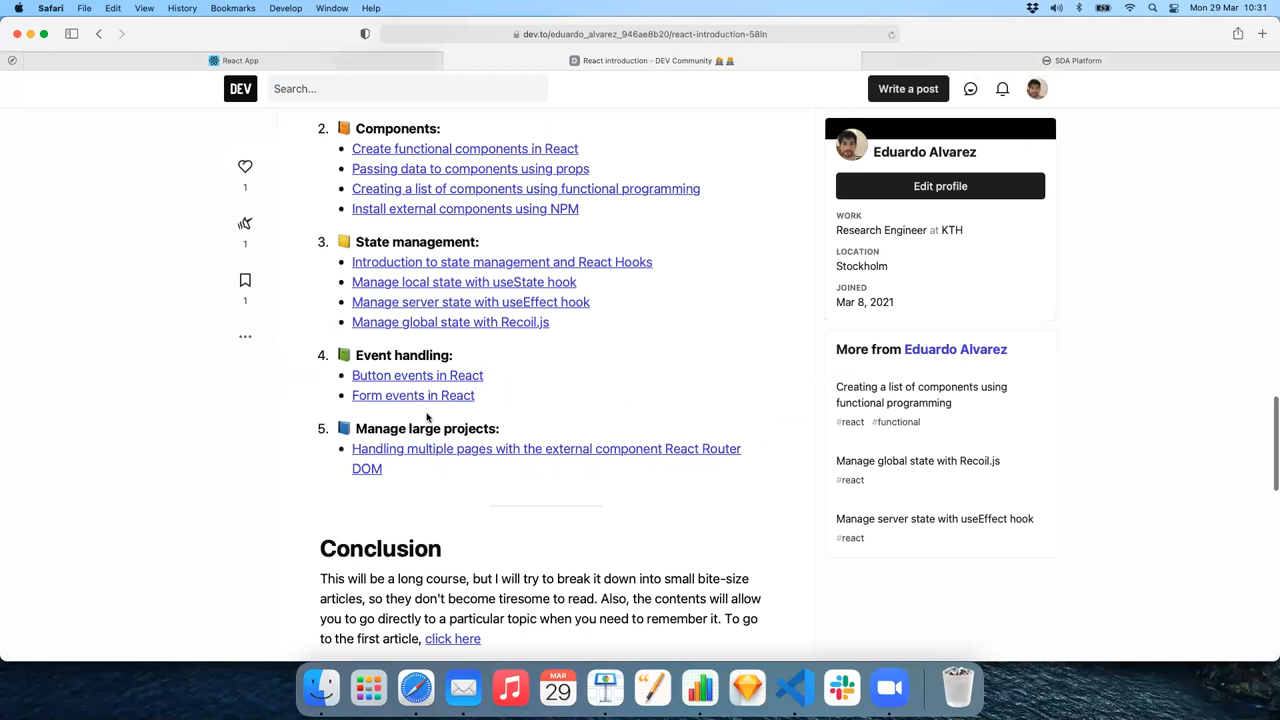 Safari File Edit View History Bookmarks Develop Window Help Mon 29 Mar 10:31
dev.to/eduardo_alvarez_946ae8b20/react-introduction-58ln
React App
React introduction - DEV Community 👩‍💻👨‍💻
SDA Platform
DEV
Search...
Write a post
2. 📙 Components:
• Create functional components in React
• Passing data to components using props
• Creating a list of components using functional programming
• Install external components using NPM
3. 📒 State management:
• Introduction to state management and React Hooks
• Manage local state with useState hook
• Manage server state with useEffect hook
• Manage global state with Recoil.js
4. 📗 Event handling:
• Button events in React
• Form events in React
5. 📘 Manage large projects:
• Handling multiple pages with the external component React Router
DOM
Conclusion
This will be a long course, but I will try to break it down into small bite-size
articles, so they don't become tiresome to read. Also, the contents will allow
you to go directly to a particular topic when you need to remember it. To go
to the first article, click here
1
1
1
Eduardo Alvarez
Edit profile
WORK
Research Engineer at KTH
LOCATION
Stockholm
JOINED
Mar 8, 2021
More from Eduardo Alvarez
Creating a list of components using
functional programming
#react #functional
Manage global state with Recoil.js
#react
Manage server state with useEffect hook
#react
MAR
29